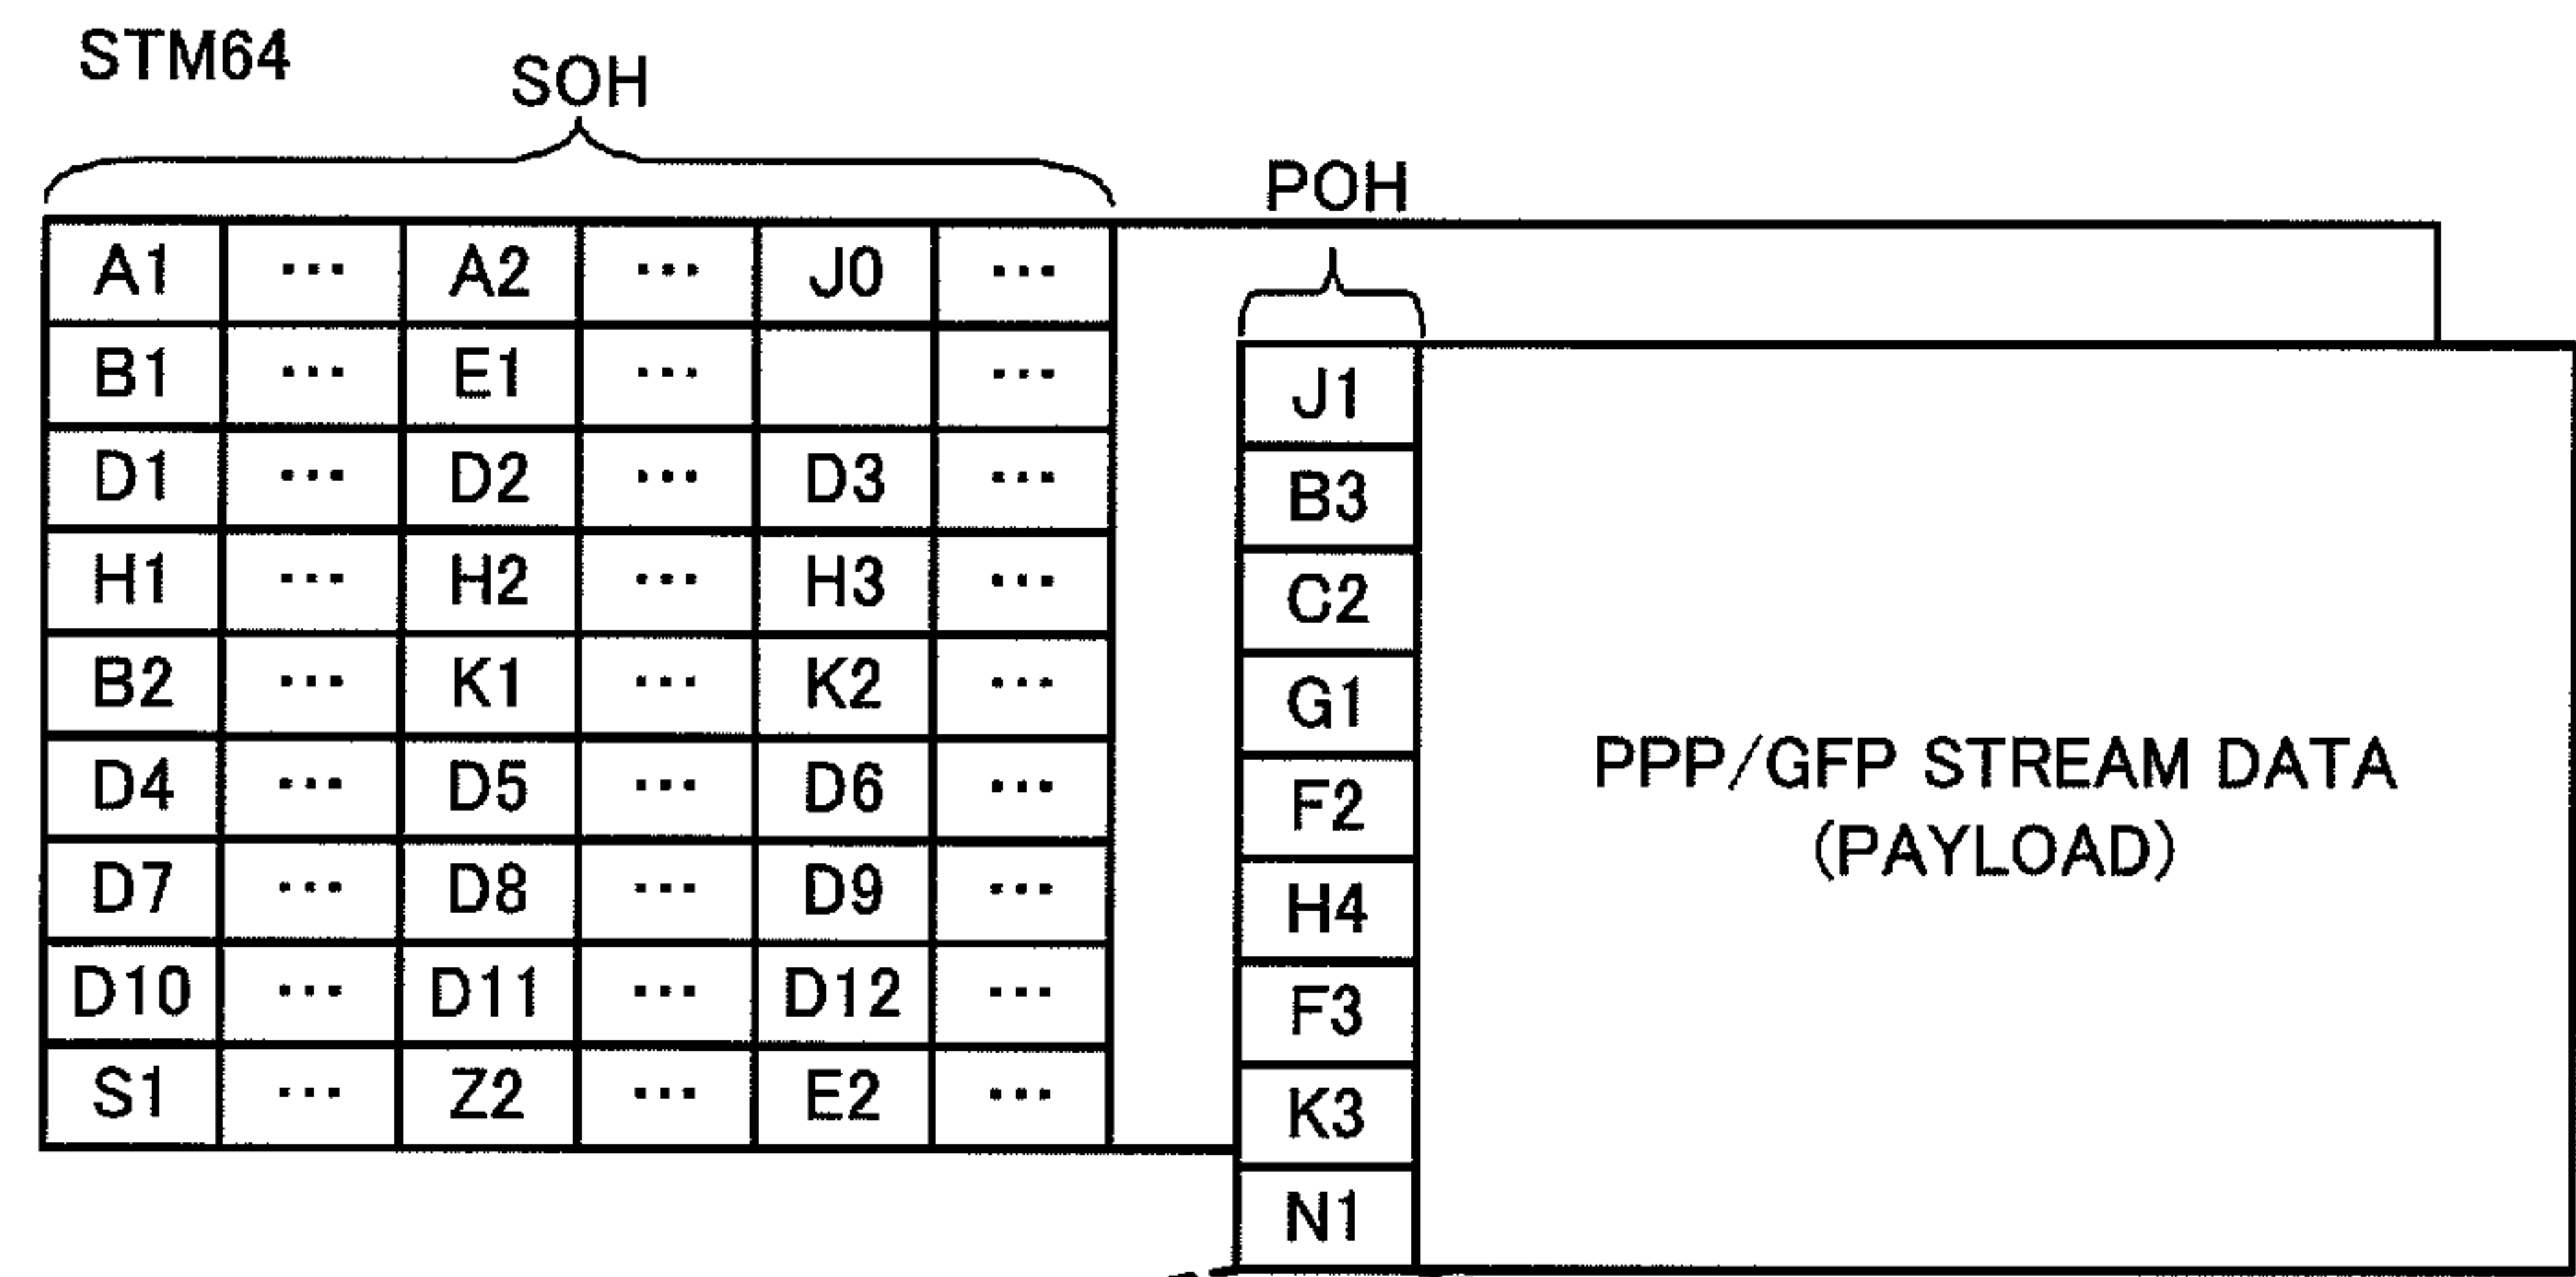 STM64
SOH
POH
A1 ... A2 ... J0 ...
B1 ... E1 ... ...
D1 ... D2 ... D3 ...
H1 ... H2 ... H3 ...
B2 ... K1 ... K2 ...
D4 ... D5 ... D6 ...
D7 ... D8 ... D9 ...
D10 ... D11 ... D12 ...
S1 ... Z2 ... E2 ...
J1
B3
C2
G1
F2
H4
F3
K3
N1
PPP/GFP STREAM DATA
(PAYLOAD)